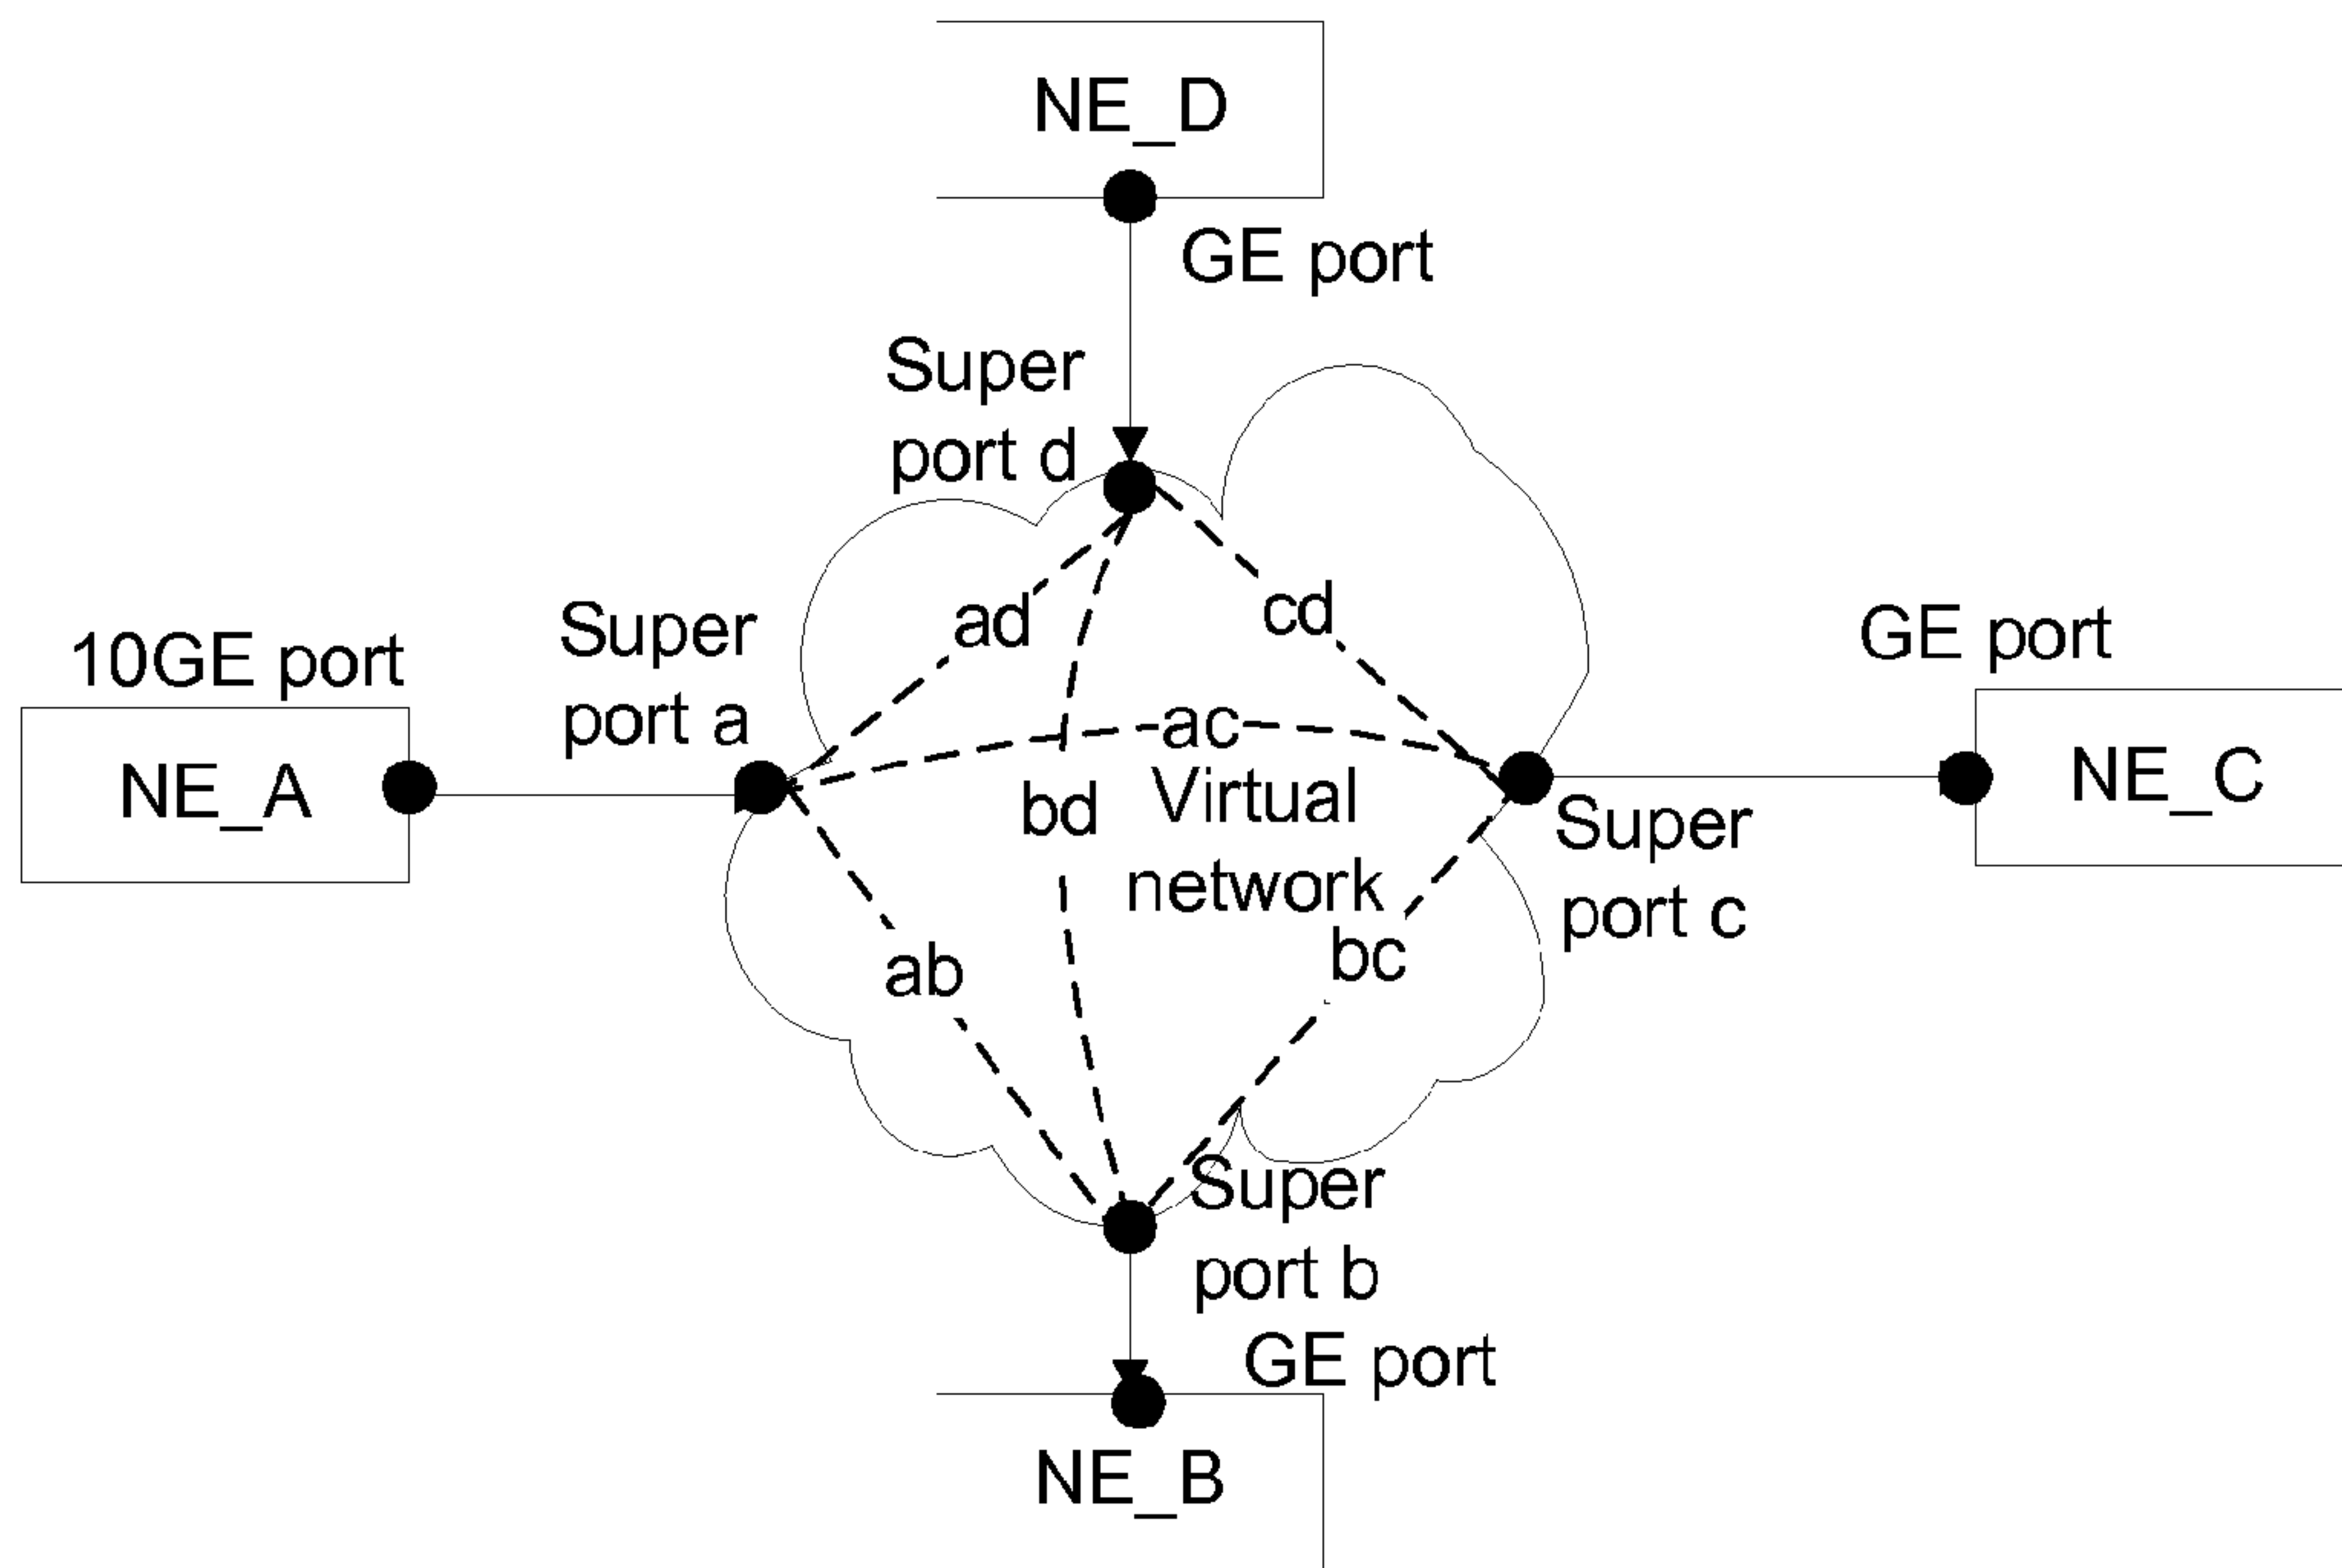 NE_D
GE port
Super
port d
ad
cd
Super
port a
10GE port
NE_A
GE port
NE_C
ac
bd
Virtual
network
Super
port c
ab
bc
Super
port b
GE port
NE_B